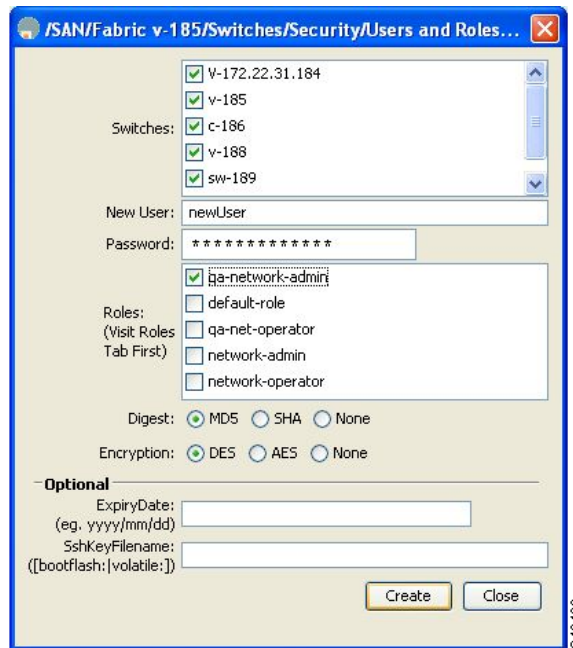 /SAN/Fabric v-185/Switches/Security/Users and Roles...
Switches:
V-172.22.31.184
v-185
c-186
v-188
sw-189
New User: newUser
Password: * * * * * * * * * * * * *
Roles:
(Visit Roles
Tab First)
qa-network-admin
default-role
qa-net-operator
network-admin
network-operator
Digest: MD5 SHA None
Encryption: DES AES None
Optional
ExpiryDate:
(eg. yyyy/mm/dd)
SshKeyFilename:
([bootflash:|volatile:])
Create Close